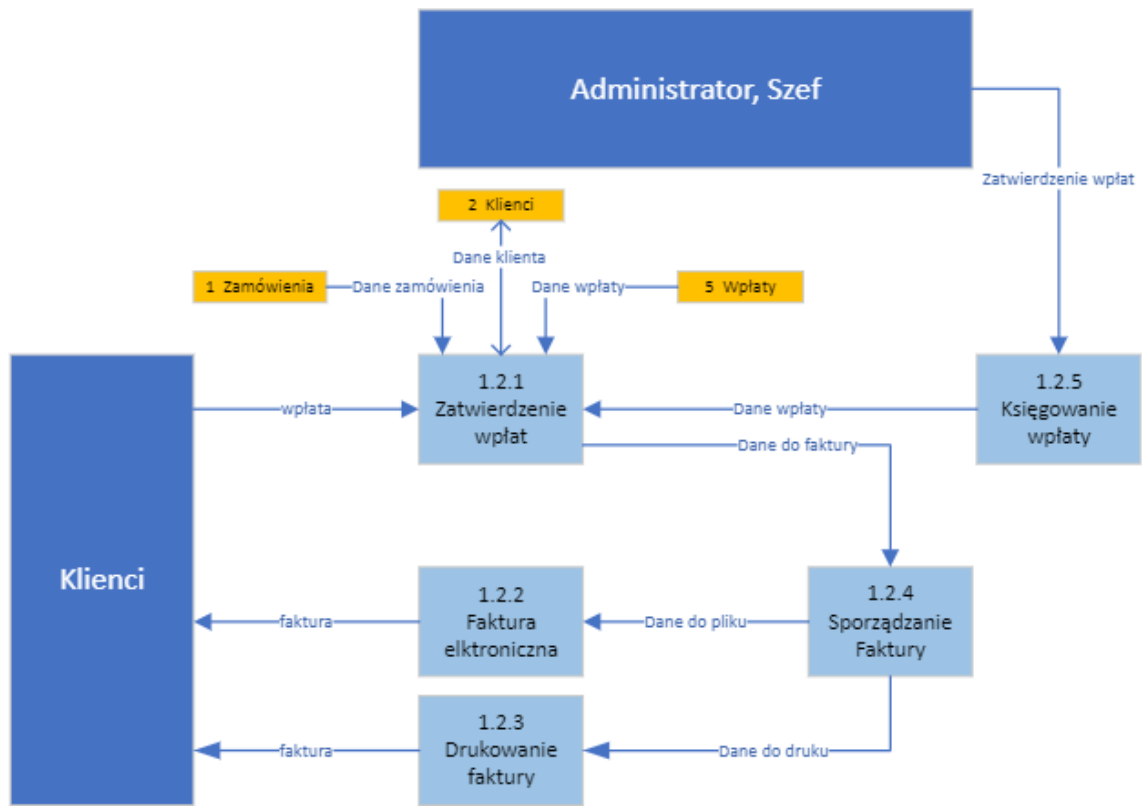 Administrator, Szef
Zatwierdzenie wpłat
2 Klienci
Dane klienta
1 Zamówienia
Dane zamówienia
Dane wpłaty
5 Wpłaty
1.2.1
Zatwierdzenie
wpłat
1.2.5
Księgowanie
wpłaty
wpłata
Dane wpłaty
Dane do faktury
Klienci
1.2.2
Faktura
elktroniczna
1.2.4
Sporządzanie
Faktury
faktura
Dane do pliku
1.2.3
Drukowanie
faktury
faktura
Dane do druku